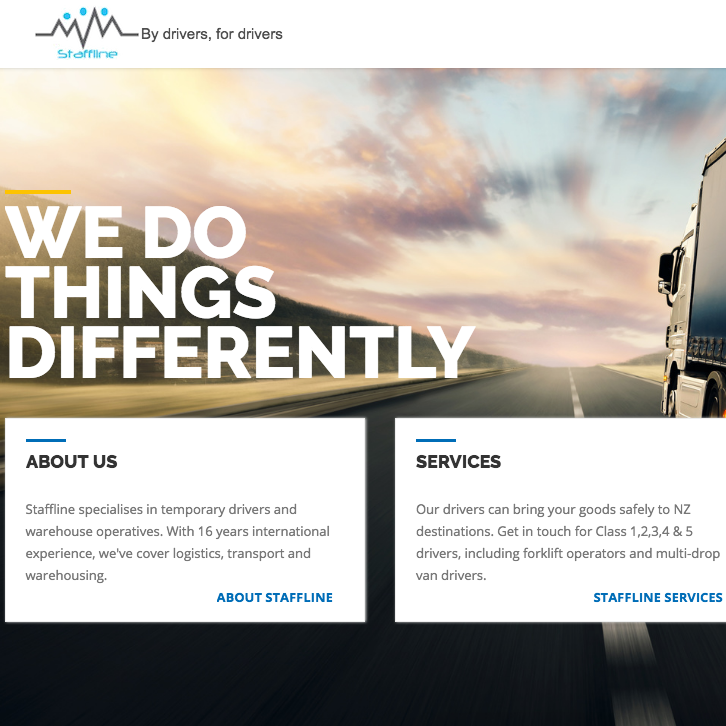 Staffline
By drivers, for drivers
WE DO
THINGS
DIFFERENTLY
ABOUT US
Staffline specialises in temporary drivers and
warehouse operatives. With 16 years international
experience, we've cover logistics, transport and
warehousing.
ABOUT STAFFLINE
SERVICES
Our drivers can bring your goods safely to NZ
destinations. Get in touch for Class 1,2,3,4 & 5
drivers, including forklift operators and multi-drop
van drivers.
STAFFLINE SERVICES